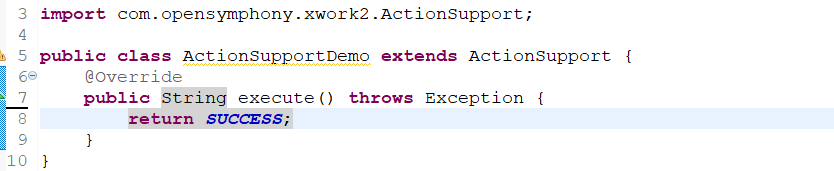 3 import com.opensymphony.xwork2.ActionSupport;
4
5 public class ActionSupportDemo extends ActionSupport {
6 @Override
7 public String execute() throws Exception {
8 return SUCCESS;
9 }
10 }